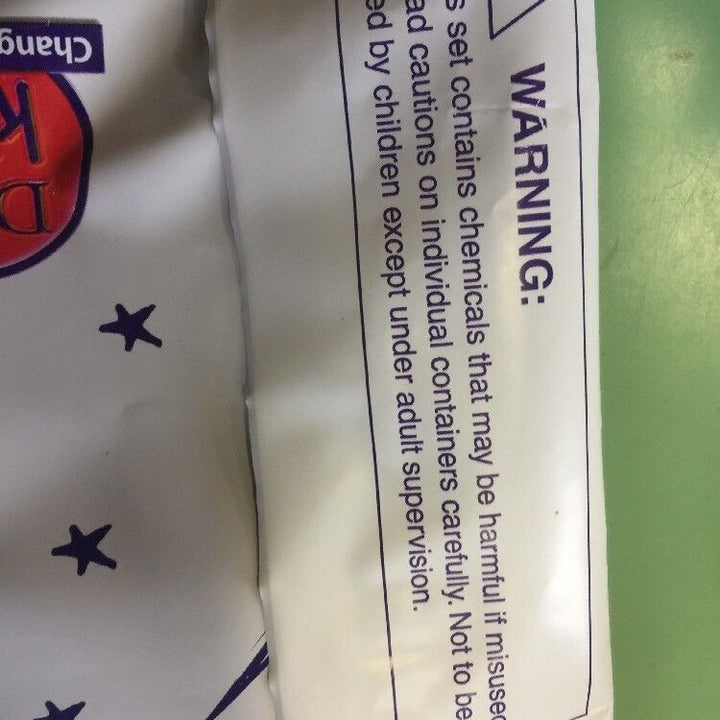 WARNING:
s set contains chemicals that may be harmful if misused
ad cautions on individual containers carefully. Not to be
ed by children except under adult supervision.
Chang
D
k